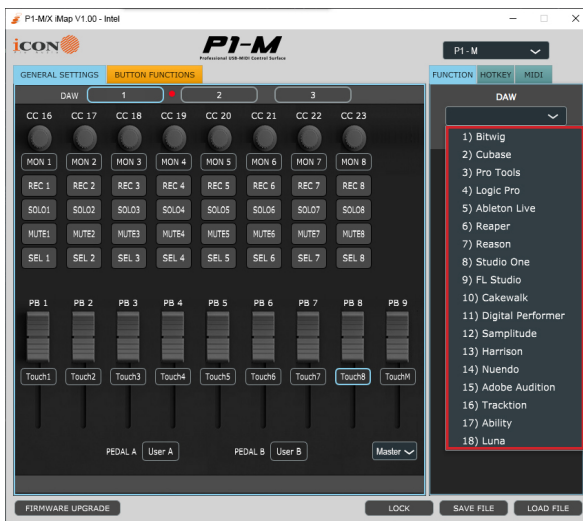 P1-M/X iMap V1.00 - Intel
iCON
P1-M
Professional USB-MIDI Control Surface
P1-M
GENERAL SETTINGS BUTTON FUNCTIONS
FUNCTION HOTKEY MIDI
DAW 1 2 3
DAW
CC 16 CC 17 CC 18 CC 19 CC 20 CC 21 CC 22 CC 23
MON 1 MON 2 MON 3 MON 4 MON 5 MON 6 MON 7 MON 8
REC 1 REC 2 REC 3 REC 4 REC 5 REC 6 REC 7 REC 8
SOLO1 SOLO2 SOLO3 SOLO4 SOLO5 SOLO6 SOLO7 SOLO8
MUTE1 MUTE2 MUTE3 MUTE4 MUTE5 MUTE6 MUTE7 MUTE8
SEL 1 SEL 2 SEL 3 SEL 4 SEL 5 SEL 6 SEL 7 SEL 8
PB 1 PB 2 PB 3 PB 4 PB 5 PB 6 PB 7 PB 8 PB 9
Touch1 Touch2 Touch3 Touch4 Touch5 Touch6 Touch7 Touch8 TouchM
PEDAL A User A PEDAL B User B Master
1) Bitwig
2) Cubase
3) Pro Tools
4) Logic Pro
5) Ableton Live
6) Reaper
7) Reason
8) Studio One
9) FL Studio
10) Cakewalk
11) Digital Performer
12) Samplitude
13) Harrison
14) Nuendo
15) Adobe Audition
16) Tracktion
17) Ability
18) Luna
FIRMWARE UPGRADE LOCK SAVE FILE LOAD FILE